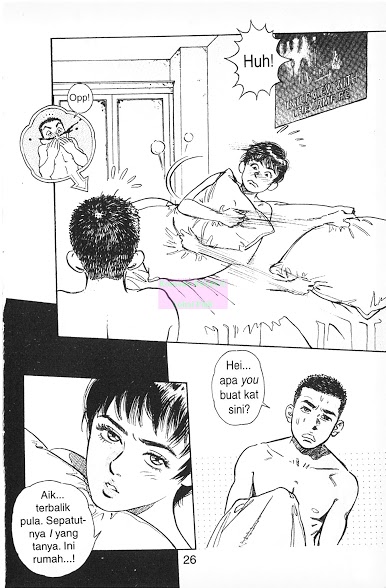 Huh!
Opp!
Hei...
apa you
buat kat
sini?
Aik...
terbalik
pula. Sepatut-
nya I yang
tanya. Ini
rumah...!
26